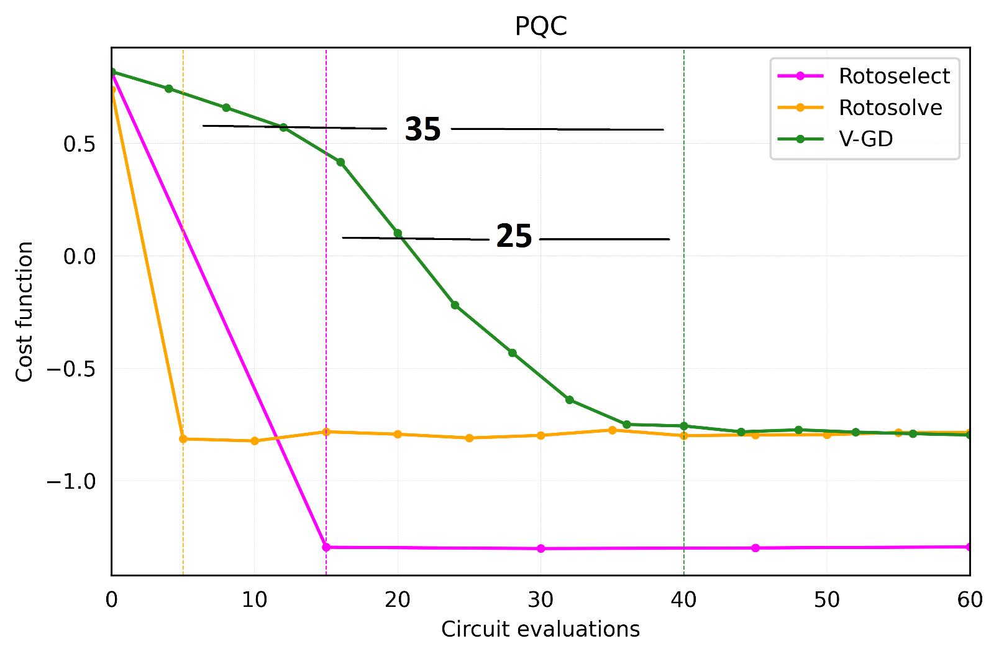 PQC
Rotoselect
Rotosolve
V-GD
35
25
0.5
0.0
−0.5
−1.0
Cost function
0 10 20 30 40 50 60
Circuit evaluations